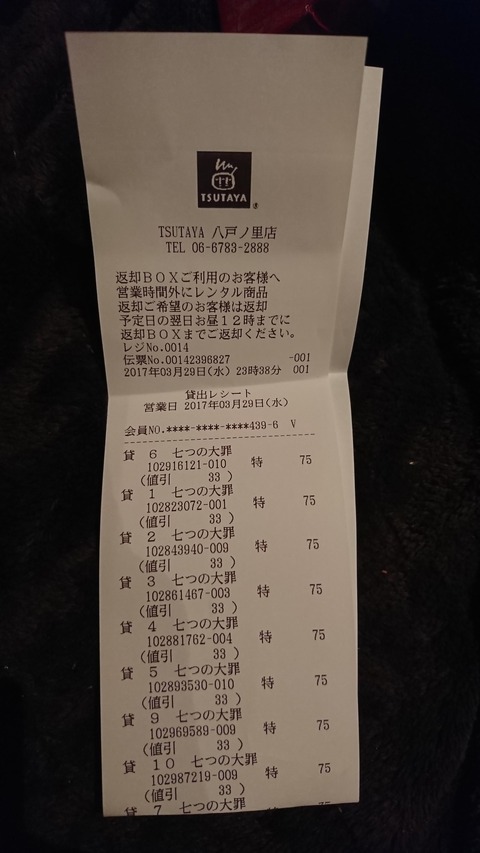 TSUTAYA
TSUTAYA 八戸ノ里店
TEL 06-6783-2888
返却ＢＯＸご利用のお客様へ
営業時間外にレンタル商品
返却ご希望のお客様は返却
予定日の翌日お昼１２時までに
返却ＢＯＸまでご返却ください。
レジNo.0014
伝票No.00142396827 -001
2017年03月29日(水) 23時38分 001
貸出レシート
営業日 2017年03月29日(水)
会員NO.****-****-****439-6 V
貸 ６ 七つの大罪
102916121-010 特 75
(値引 33 )
貸 １ 七つの大罪
102823072-001 特 75
(値引 33 )
貸 ２ 七つの大罪
102843940-009 特 75
(値引 33 )
貸 ３ 七つの大罪
102861467-003 特 75
(値引 33 )
貸 ４ 七つの大罪
102881762-004 特 75
(値引 33 )
貸 ５ 七つの大罪
102893530-010 特 75
(値引 33 )
貸 ９ 七つの大罪
102969589-009 特 75
(値引 33 )
貸 １０ 七つの大罪
102987219-009 特 75
(値引 33 )
貸 ７ 七つの大罪